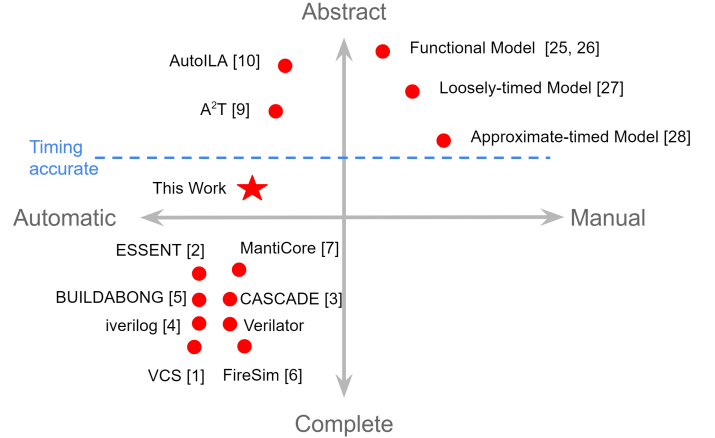 Abstract
Functional Model [25, 26]
AutoILA [10]
Loosely-timed Model [27]
A²T [9]
Approximate-timed Model [28]
Timing
accurate
This Work
Automatic
Manual
ESSENT [2]
MantiCore [7]
BUILDABONG [5]
CASCADE [3]
iverilog [4]
Verilator
VCS [1]
FireSim [6]
Complete